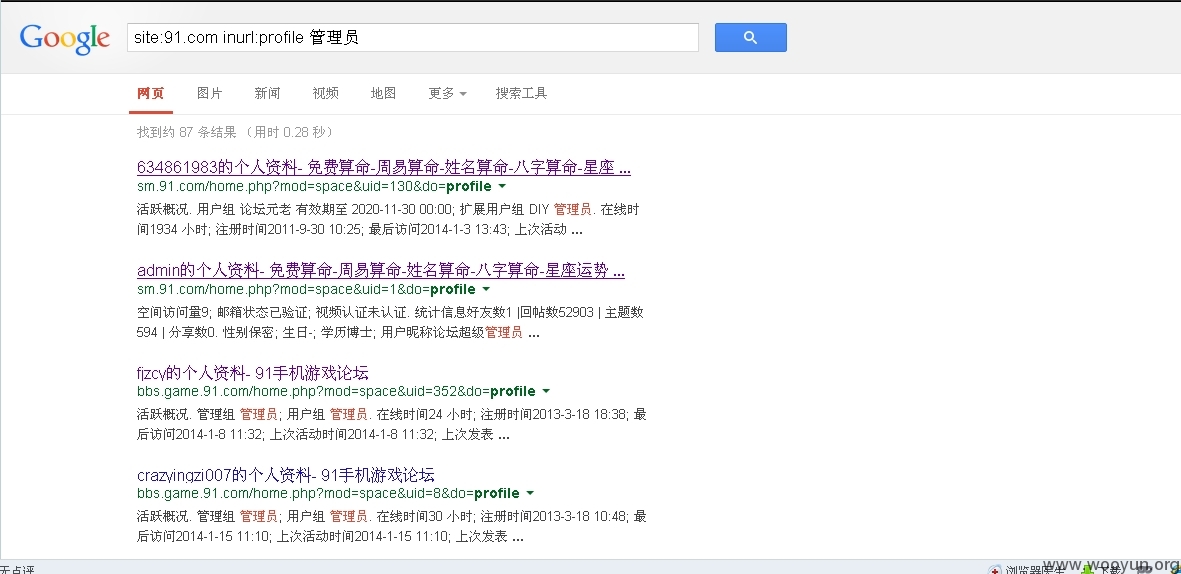 Google
site:91.com inurl:profile 管理员
网页 图片 新闻 视频 地图 更多 搜索工具
找到约 87 条结果 （用时 0.28 秒）
634861983的个人资料- 免费算命-周易算命-姓名算命-八字算命-星座 ...
sm.91.com/home.php?mod=space&uid=130&do=profile
活跃概况. 用户组 论坛元老 有效期至 2020-11-30 00:00; 扩展用户组 DIY 管理员. 在线时
间1934 小时; 注册时间2011-9-30 10:25; 最后访问2014-1-3 13:43; 上次活动 ...
admin的个人资料- 免费算命-周易算命-姓名算命-八字算命-星座运势 ...
sm.91.com/home.php?mod=space&uid=1&do=profile
空间访问量9; 邮箱状态已验证; 视频认证未认证. 统计信息好友数1 |回帖数52903 | 主题数
594 | 分享数0. 性别保密; 生日-; 学历博士; 用户昵称论坛超级管理员 ...
fjzcy的个人资料- 91手机游戏论坛
bbs.game.91.com/home.php?mod=space&uid=352&do=profile
活跃概况. 管理组 管理员; 用户组 管理员. 在线时间24 小时; 注册时间2013-3-18 18:38; 最
后访问2014-1-8 11:32; 上次活动时间2014-1-8 11:32; 上次发表 ...
crazyingzi007的个人资料- 91手机游戏论坛
bbs.game.91.com/home.php?mod=space&uid=8&do=profile
活跃概况. 管理组 管理员; 用户组 管理员. 在线时间30 小时; 注册时间2013-3-18 10:48; 最
后访问2014-1-15 11:10; 上次活动时间2014-1-15 11:10; 上次发表 ...
无点评
浏览器医生 下载
www.wooyun.org